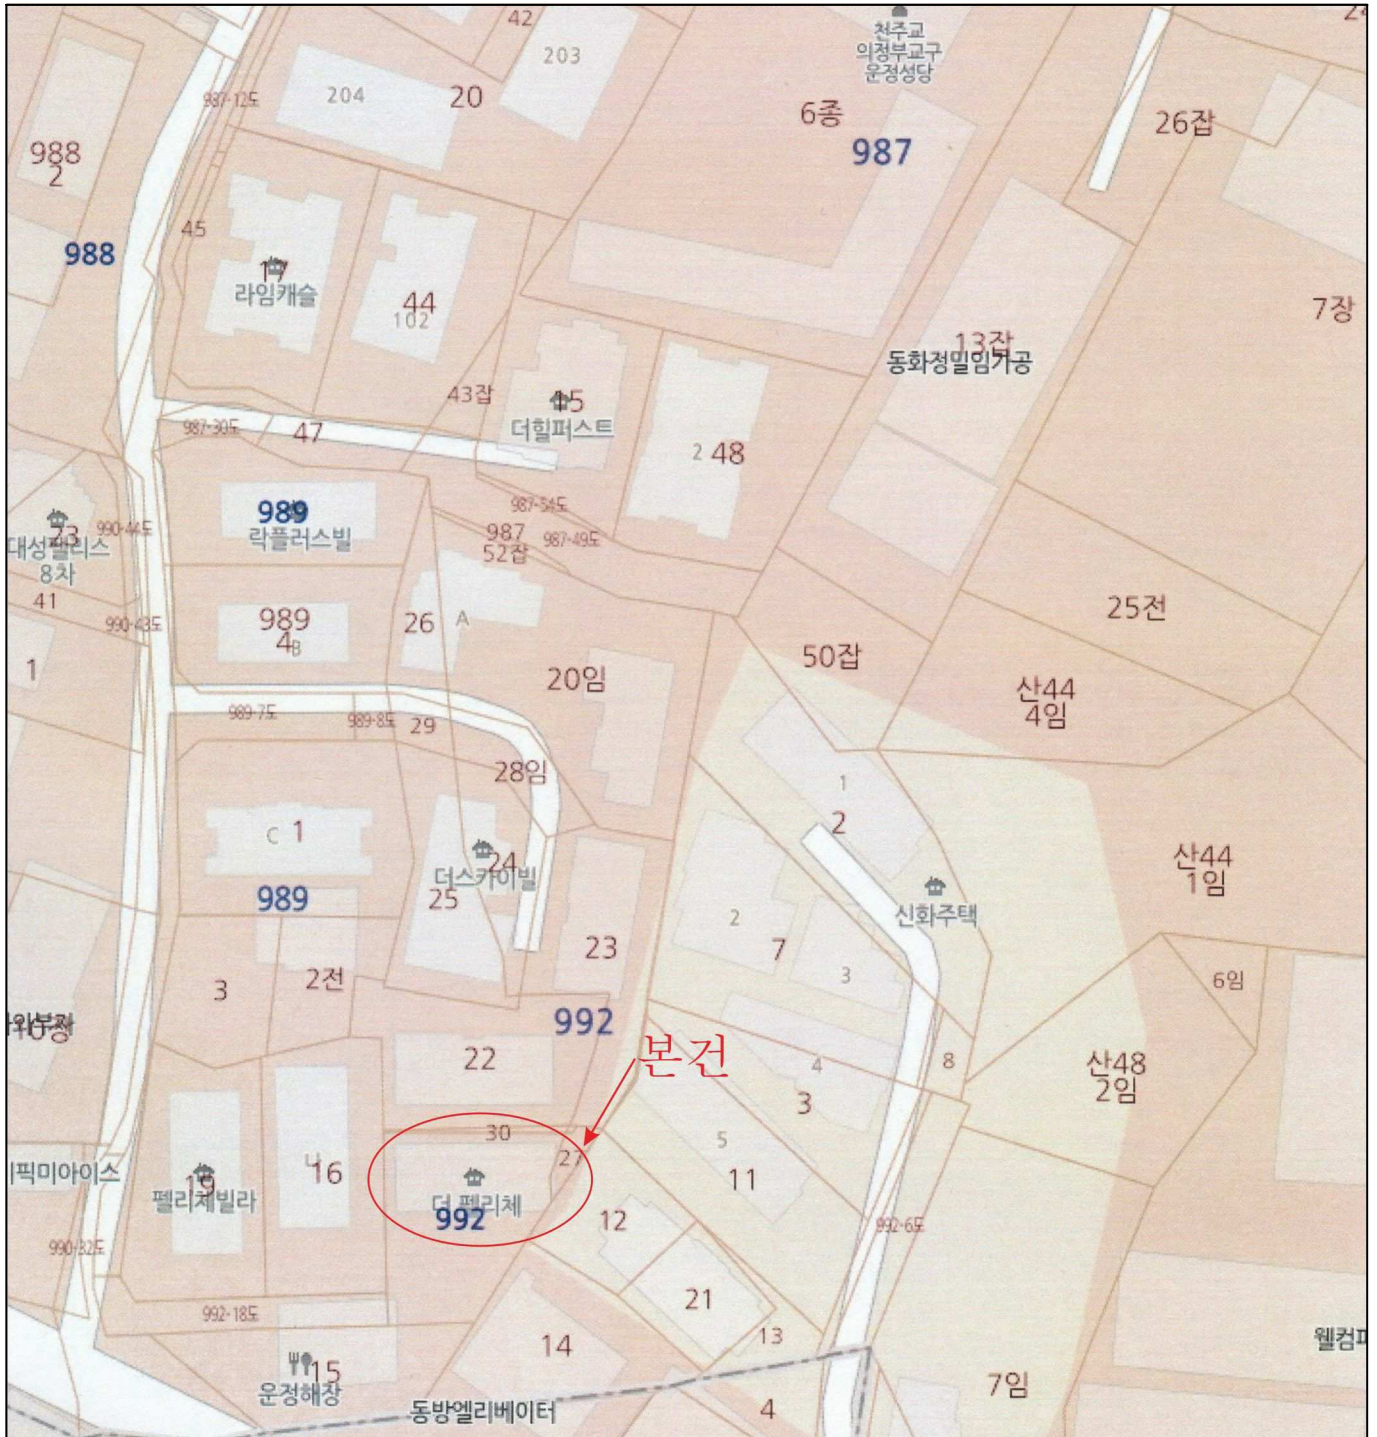 42
203
천주교
의정부교구
운정성당
24
987-12도
204
20
6종
987
26잡
988
2
45
988
17
라임캐슬
44
102
7장
13잡
동화정밀임가공
43잡
15
더힐퍼스트
987-30도
47
2 48
989
락플러스빌
987-54도
987
52잡
987-49도
23
990-44도
대성팰리스
8차
41
990-43도
989
4B
26
A
25전
1
50잡
20임
산44
4임
989-7도
989-8도
29
28임
1
2
C 1
24
더스카이빌
25
989
산44
1임
신화주택
2
7
3
23
3
2전
6임
992
본건
22
4
8
산48
2임
3
30
27
5
11
더 펠리체
992
나
16
19
펠리체빌라
픽미아이스
12
992-6도
990-32도
21
992-18도
13
14
15
운정해장
웰컴
7임
동방엘리베이터
4